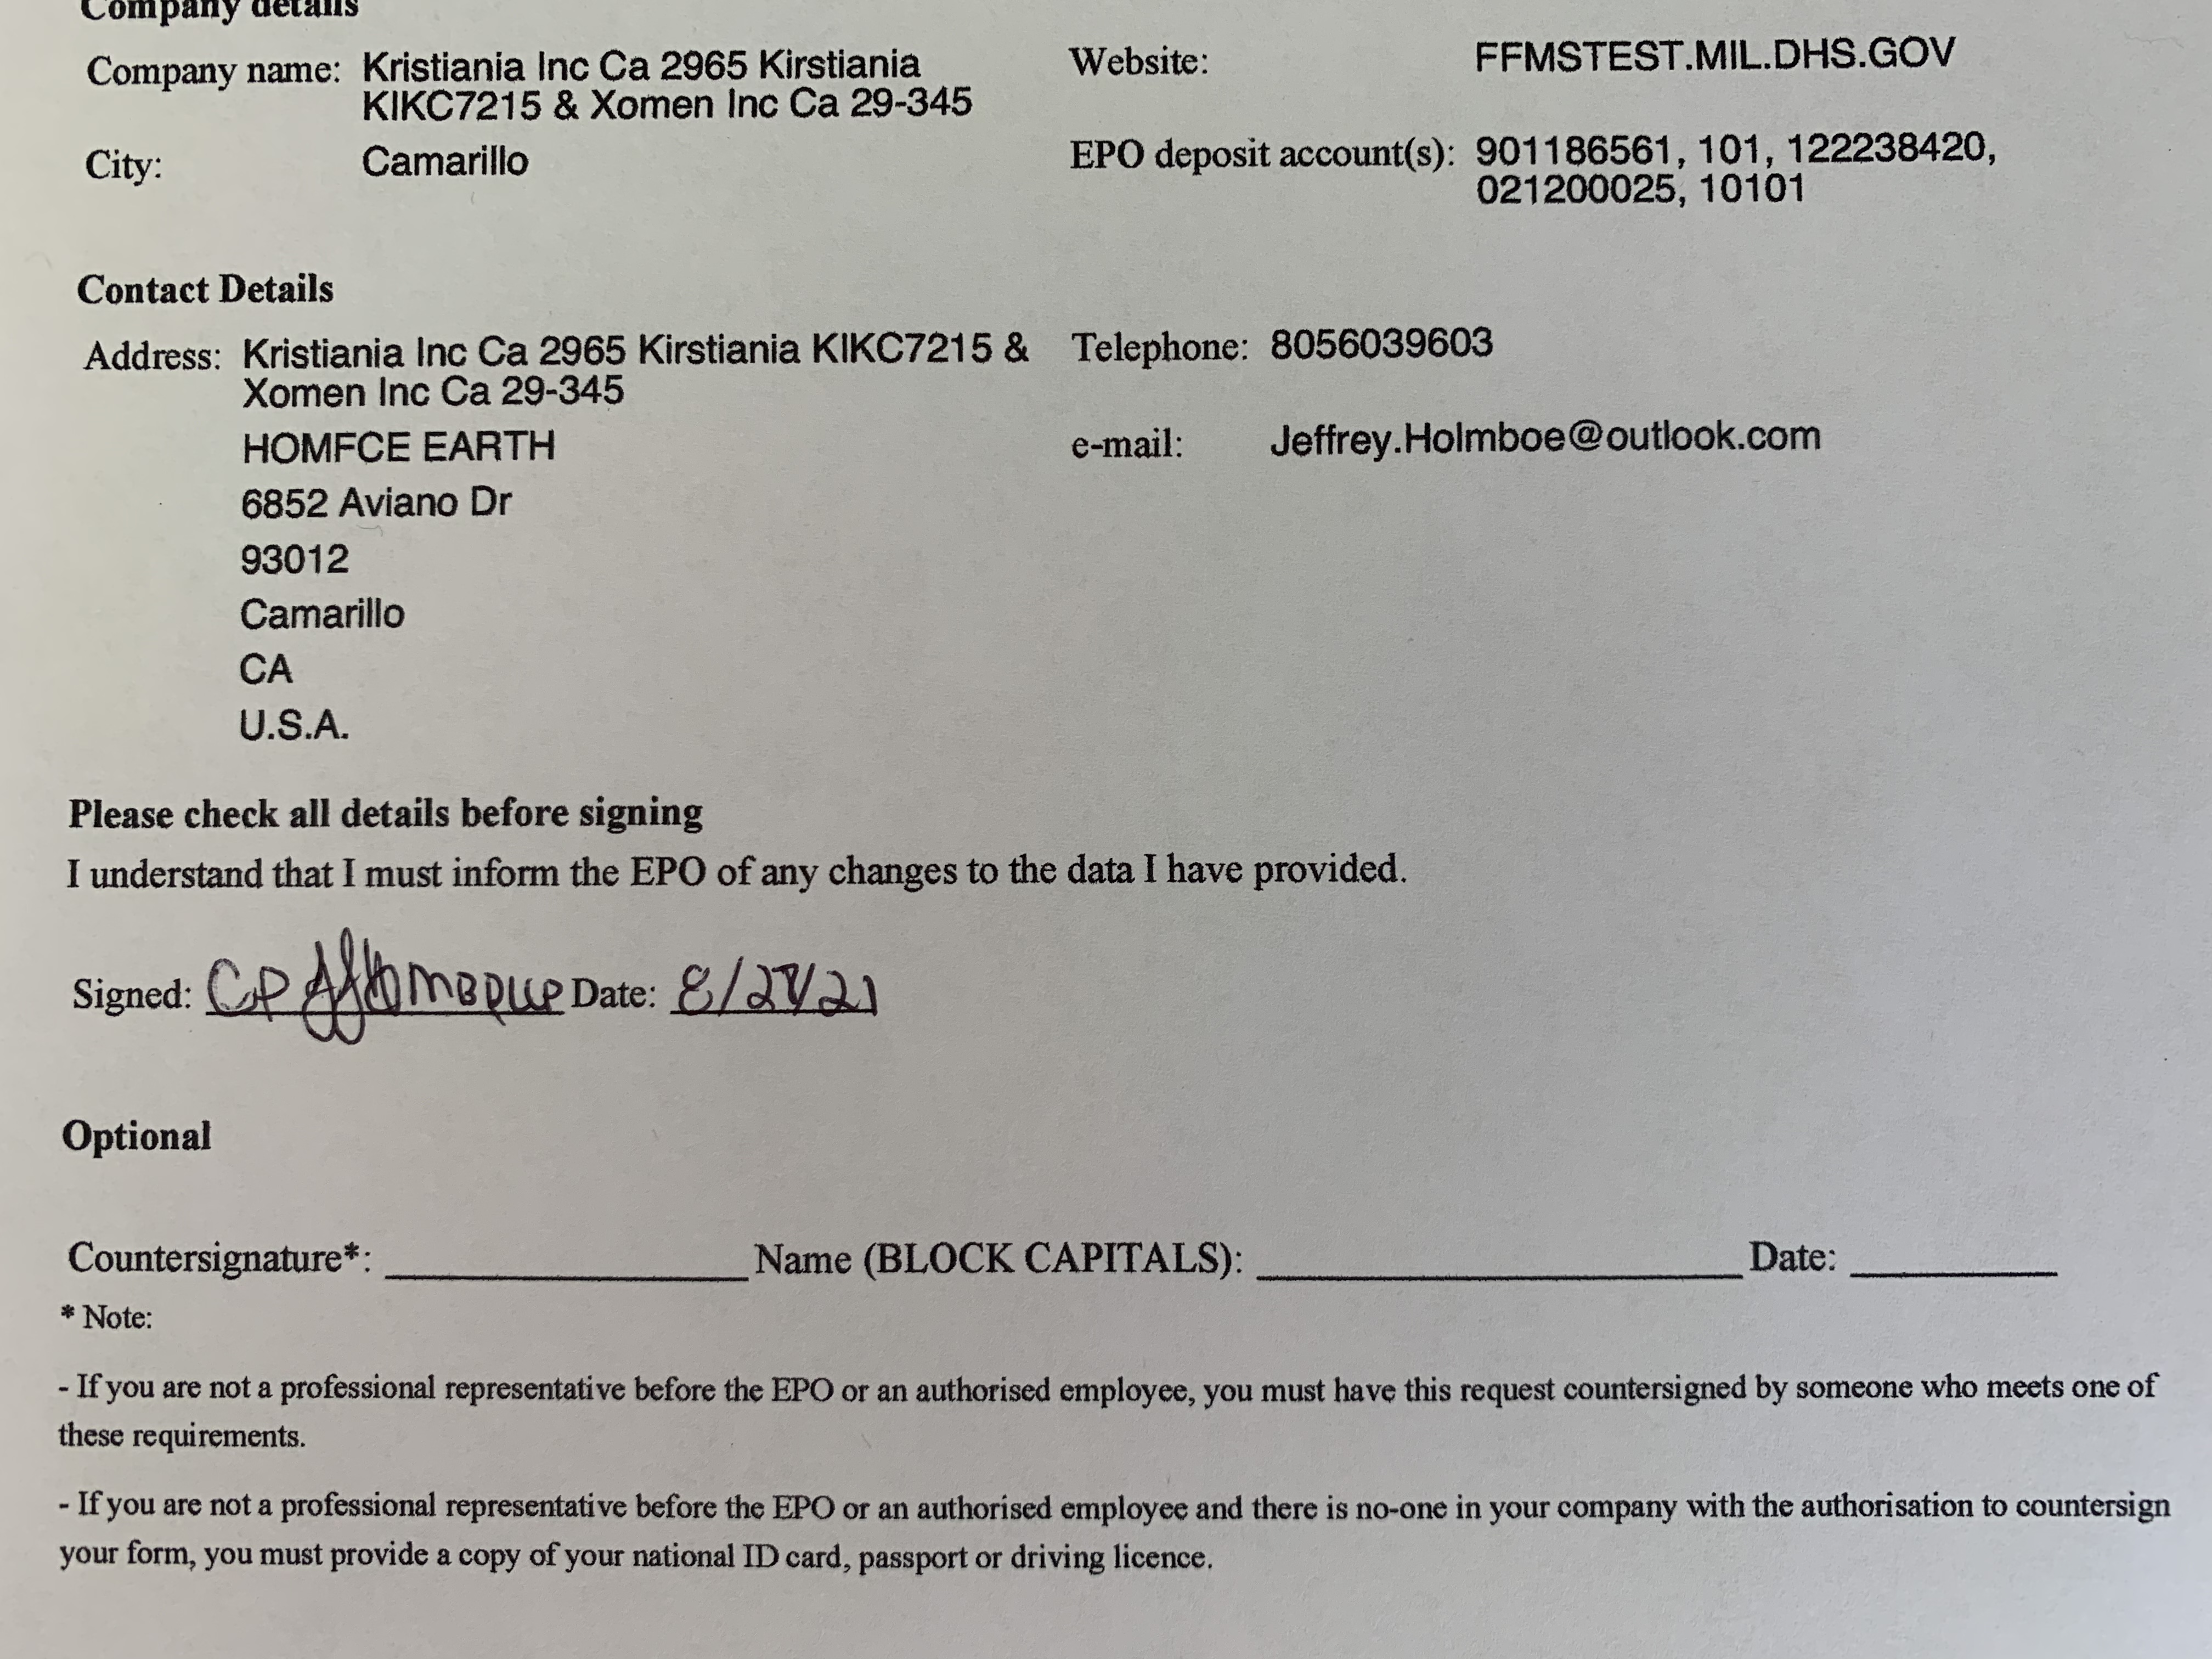 Company details
Company name: Kristiania Inc Ca 2965 Kirstiania
KIKC7215 & Xomen Inc Ca 29-345
Website: FFMSTEST.MIL.DHS.GOV
City: Camarillo
EPO deposit account(s): 901186561, 101, 122238420,
021200025, 10101
Contact Details
Address: Kristiania Inc Ca 2965 Kirstiania KIKC7215 &
Xomen Inc Ca 29-345
HOMFCE EARTH
6852 Aviano Dr
93012
Camarillo
CA
U.S.A.
Telephone: 8056039603
e-mail: Jeffrey.Holmboe@outlook.com
Please check all details before signing
I understand that I must inform the EPO of any changes to the data I have provided.
Signed: Date: 8/27/21
Optional
Countersignature*: Name (BLOCK CAPITALS): Date:
* Note:
- If you are not a professional representative before the EPO or an authorised employee, you must have this request countersigned by someone who meets one of
these requirements.
- If you are not a professional representative before the EPO or an authorised employee and there is no-one in your company with the authorisation to countersign
your form, you must provide a copy of your national ID card, passport or driving licence.